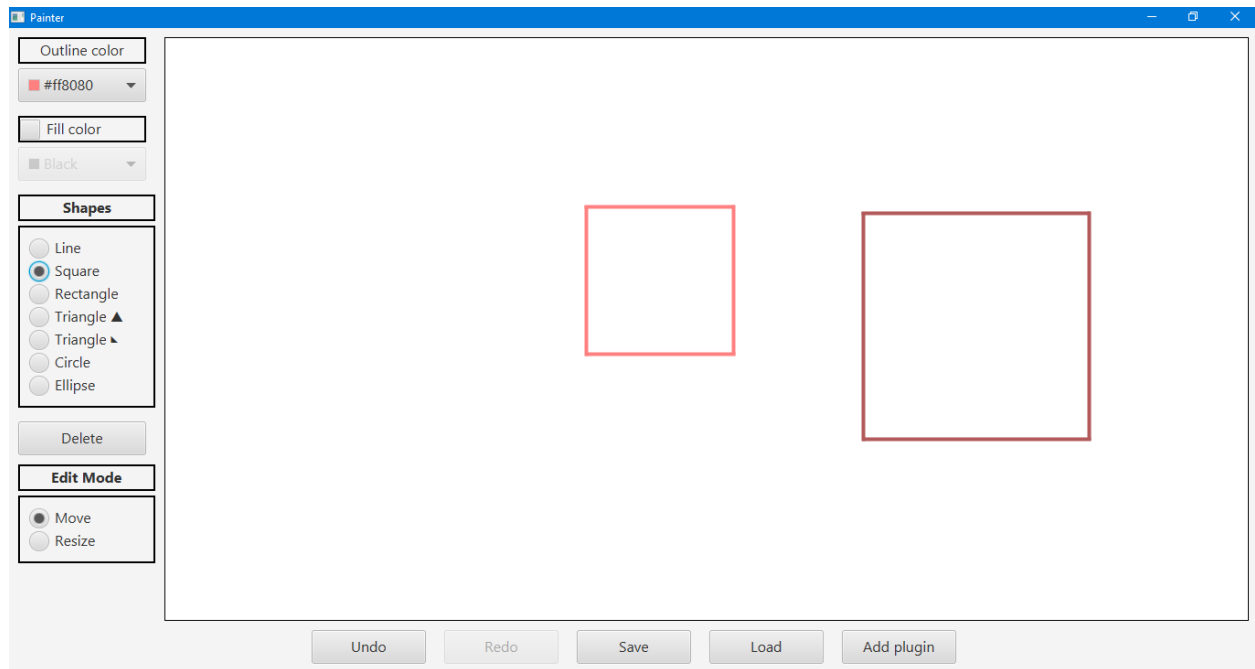 Painter
Outline color
#ff8080
Fill color
Black
Shapes
Line
Square
Rectangle
Triangle
Triangle
Circle
Ellipse
Delete
Edit Mode
Move
Resize
Undo Redo Save Load Add plugin